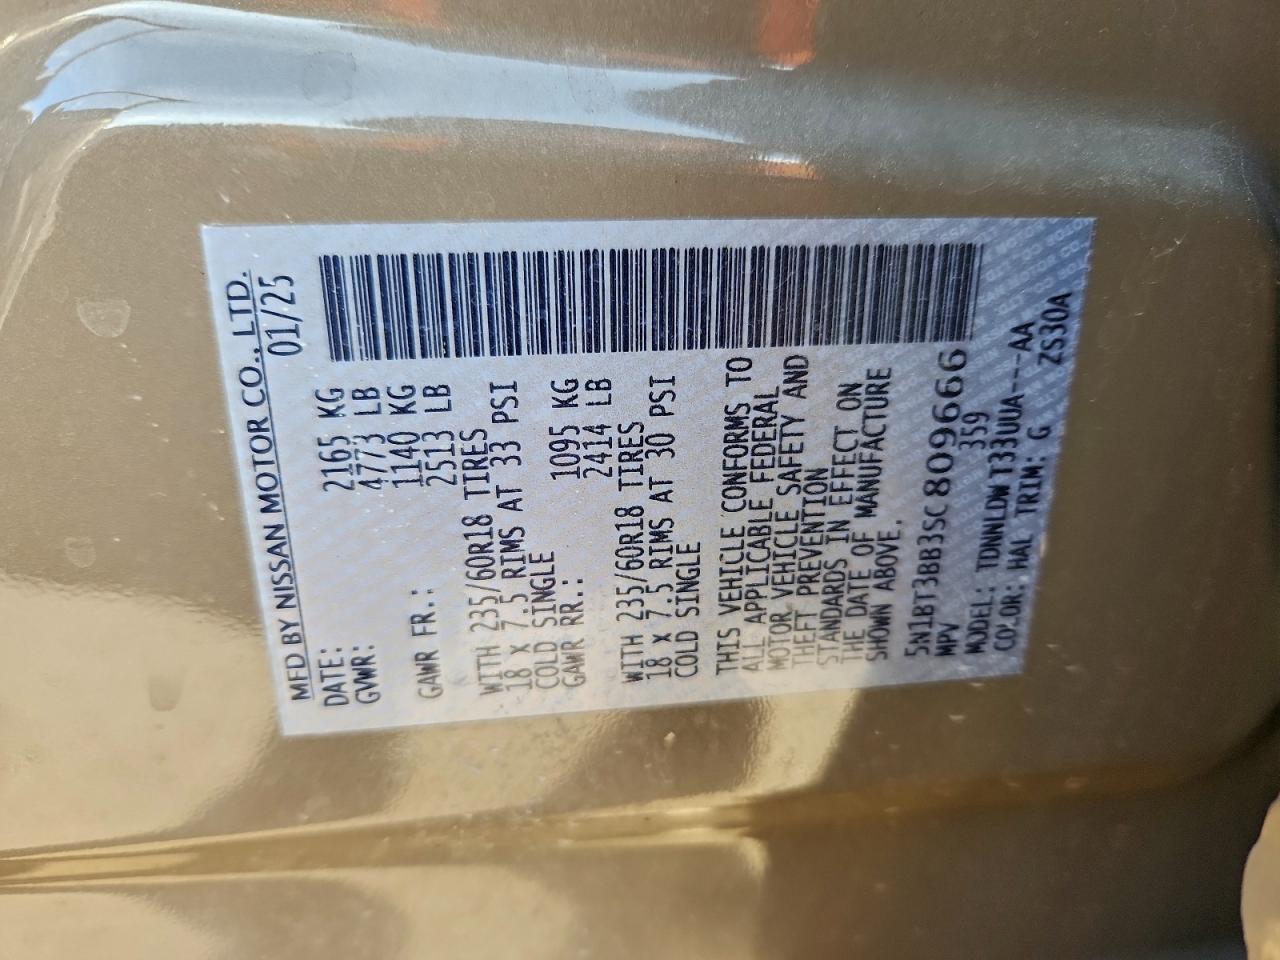 MFD BY NISSAN MOTOR CO., LTD.
DATE: 01/25
GVWR: 2165 KG
4773 LB
GAWR FR.: 1140 KG
2513 LB
WITH 235/60R18 TIRES
18 X 7.5 RIMS AT 33 PSI
COLD SINGLE
GAWR RR.: 1095 KG
2414 LB
WITH 235/60R18 TIRES
18 X 7.5 RIMS AT 30 PSI
COLD SINGLE
THIS VEHICLE CONFORMS TO
ALL APPLICABLE FEDERAL
MOTOR VEHICLE SAFETY AND
THEFT PREVENTION
STANDARDS IN EFFECT ON
THE DATE OF MANUFACTURE
SHOWN ABOVE.
5N1BT3BB3SC809666
MPV 3S9
MODEL: TDNNLDWT33UUA---AA
COLOR: HAL TRIM: G ZS30A